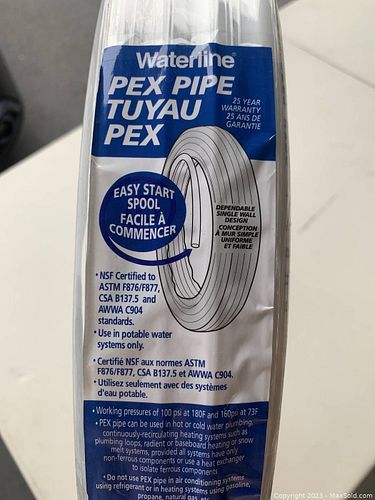 Waterline®
PEX PIPE
TUYAU
PEX
25 YEAR
WARRANTY
25 ANS DE
GARANTIE
EASY START
SPOOL
FACILE À
COMMENCER
DEPENDABLE
SINGLE WALL
DESIGN
CONCEPTION
À MUR SIMPLE
UNIFORME
ET FAIBLE
• NSF Certified to
ASTM F876/F877,
CSA B137.5 and
AWWA C904
standards.
• Use in potable water
systems only.
• Certifié NSF aux normes ASTM
F876/F877, CSA B137.5 et AWWA C904.
• Utilisez seulement avec des systèmes
d'eau potable.
• Working pressures of 100 psi at 180F and 160psi at 73F
• PEX pipe can be used in hot or cold water plumbing,
continuously-recirculating heating systems such as
plumbing loops, radiant or baseboard heating or snow
melt systems, provided all systems have only
non-ferrous components or use a heat exchanger
to isolate ferrous components
• Do not use PEX pipe in air conditioning systems
using refrigerant or in heating systems using gasoline,
propane, natural gas, etc.
Copyright 2023 - MaxSold.com